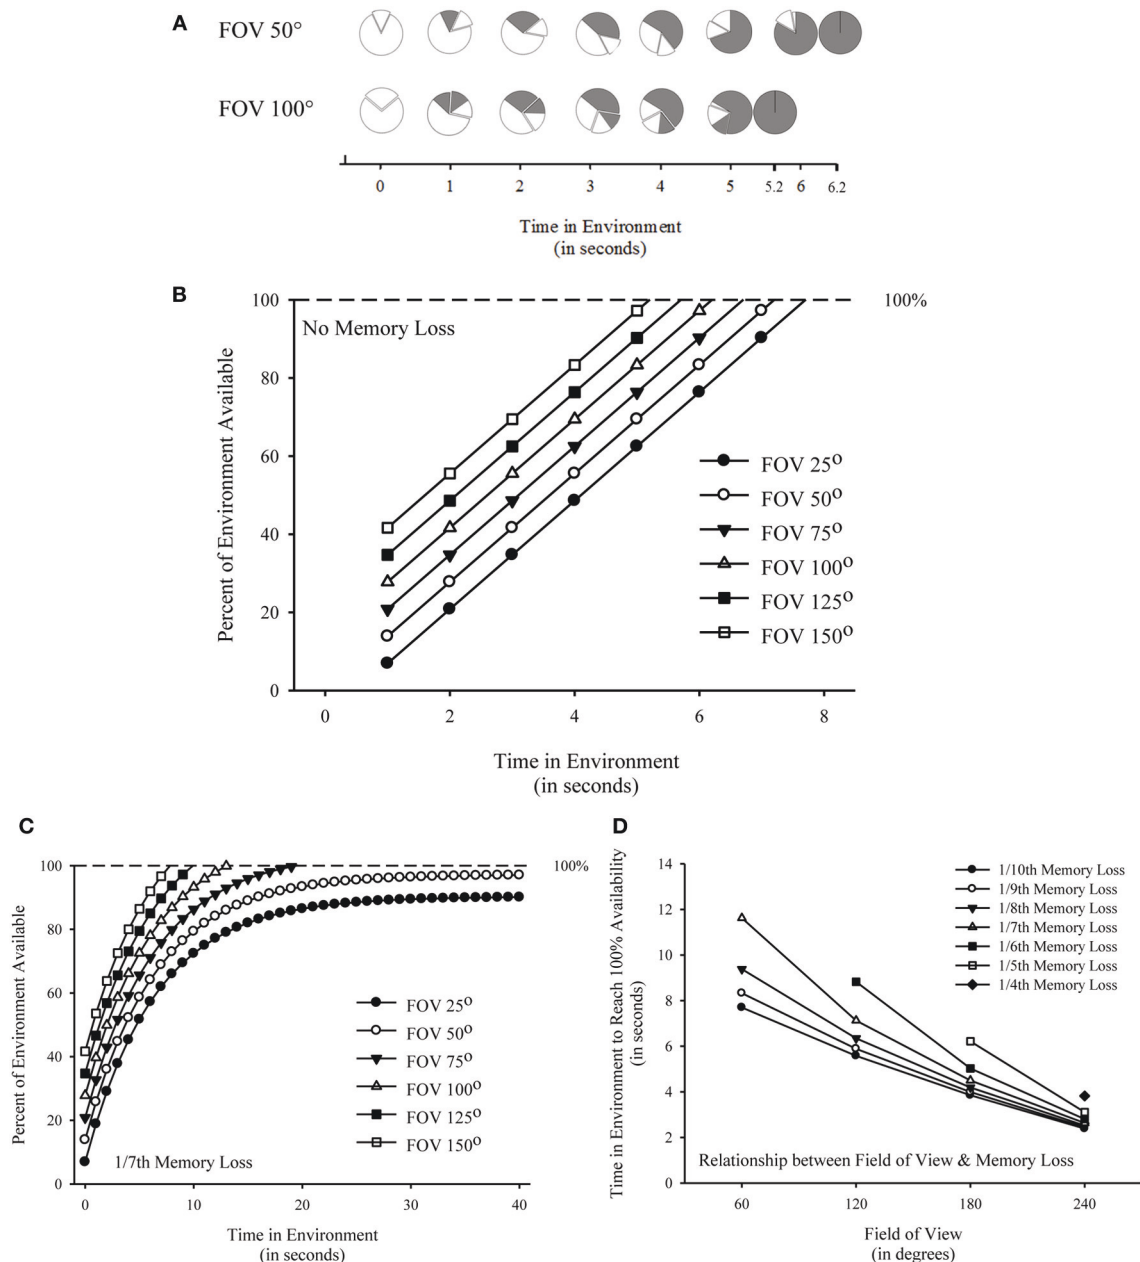 A
FOV 50°
FOV 100°
0 1 2 3 4 5 5.2 6 6.2
Time in Environment
(in seconds)
B
100 100%
No Memory Loss
80
60
40
20
0
Percent of Environment Available
FOV 25°
FOV 50°
FOV 75°
FOV 100°
FOV 125°
FOV 150°
0 2 4 6 8
Time in Environment
(in seconds)
C
100 100%
80
60
40
20
0
Percent of Environment Available
FOV 25°
FOV 50°
FOV 75°
FOV 100°
FOV 125°
FOV 150°
1/7th Memory Loss
0 10 20 30 40
Time in Environment
(in seconds)
D
14
12
10
8
6
4
2
0
Time in Environment to Reach 100% Availability
(in seconds)
1/10th Memory Loss
1/9th Memory Loss
1/8th Memory Loss
1/7th Memory Loss
1/6th Memory Loss
1/5th Memory Loss
1/4th Memory Loss
Relationship between Field of View & Memory Loss
60 120 180 240
Field of View
(in degrees)